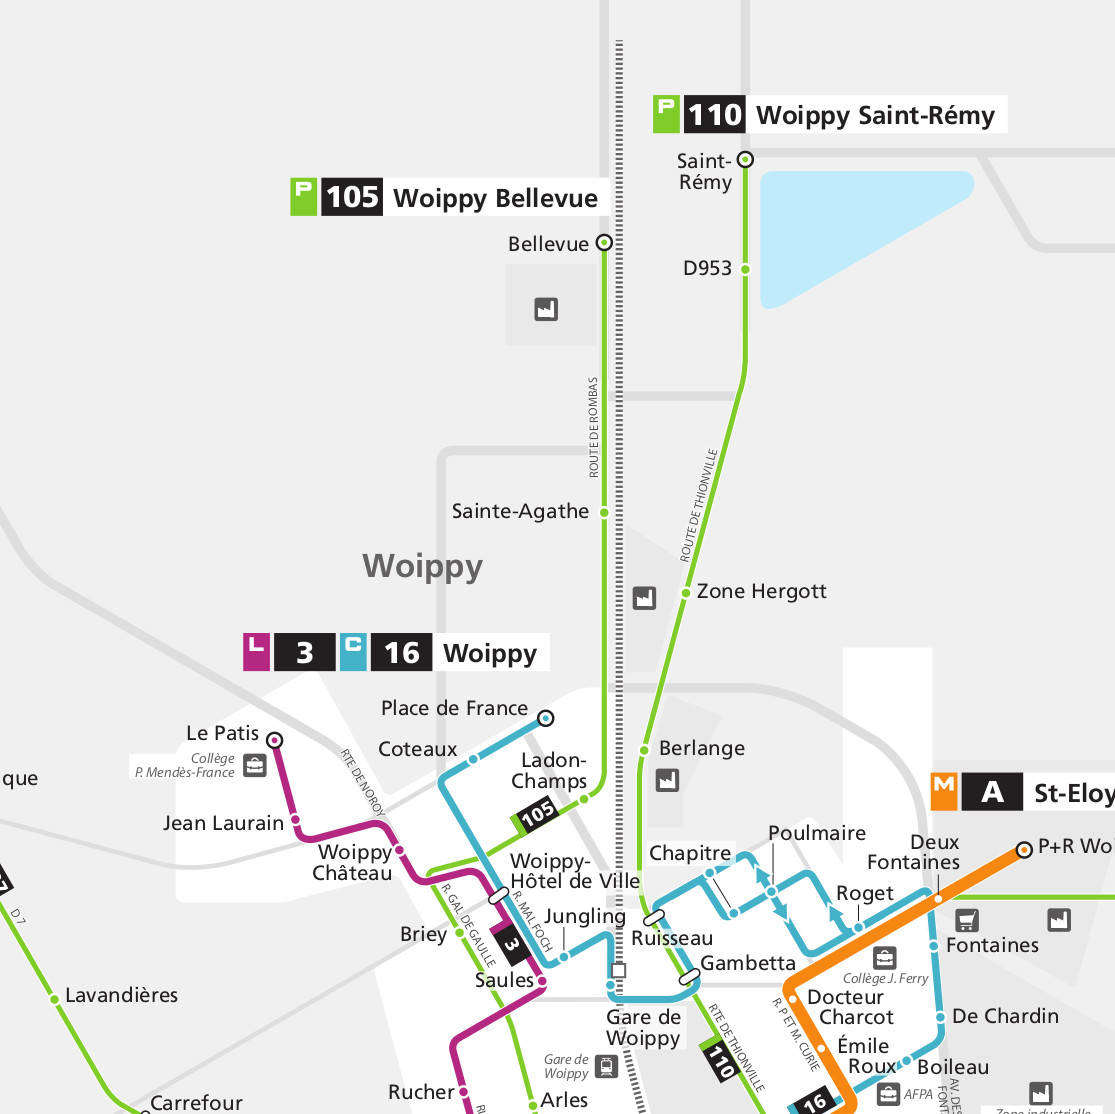 P 110 Woippy Saint-Rémy
Saint-
Rémy
P 105 Woippy Bellevue
Bellevue
D953
ROUTE DE ROMBAS
ROUTE DE THIONVILLE
Sainte-Agathe
Woippy
Zone Hergott
L 3 C 16 Woippy
Place de France
Le Patis
Collège
P. Mendès-France
Coteaux
Ladon-
Champs
Berlange
RTE DE NOROY
que
M A St-Eloy
105
Jean Laurain
Woippy
Château
Woippy-
Hôtel de Ville
Chapitre
Poulmaire
Deux
Fontaines
P+R Wo
Roget
D 7
R. GAL. DE GAULLE
R. MAL. FOCH
Jungling
Briey
3
Ruisseau
Fontaines
Saules
Gambetta
Collège J. Ferry
Lavandières
Docteur
Charcot
De Chardin
Gare de
Woippy
R. P ET M. CURIE
RTE DE THIONVILLE
Émile
Roux
Boileau
Gare de
Woippy
110
Rucher
Arles
16
AFPA
AV. DES
FONT
Carrefour
Zone industrielle